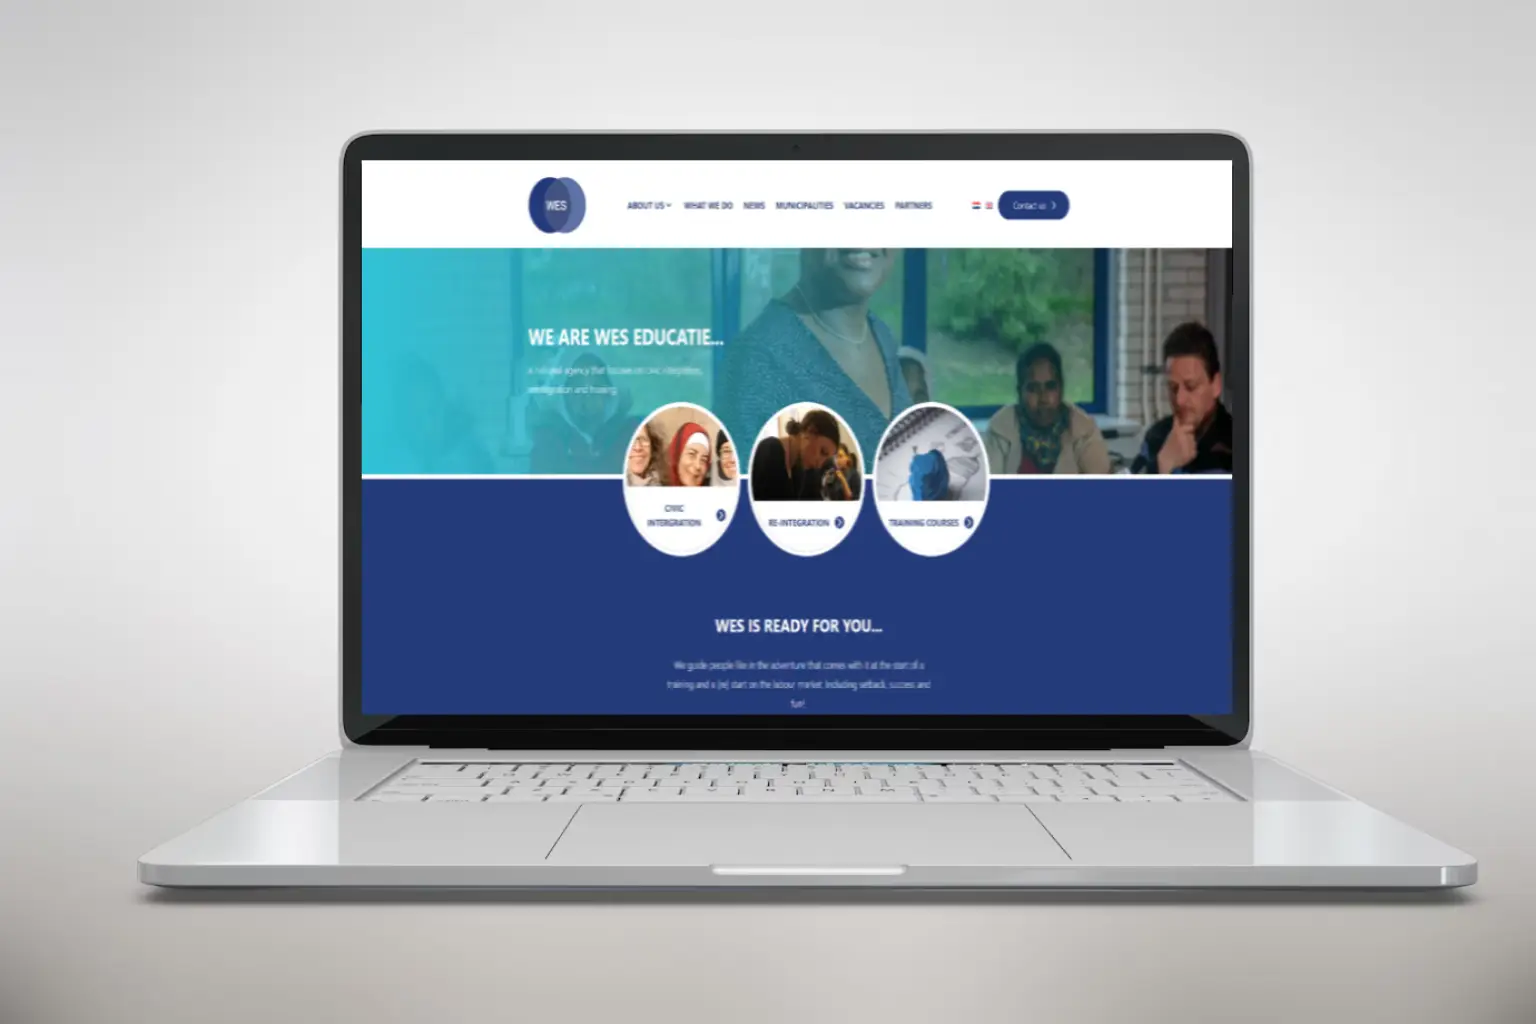 WES
ABOUT US WHAT WE DO NEWS MUNICIPALITIES VACANCIES PARTNERS
Contact us
WE ARE WES EDUCATIE...
A national agency that focuses on civic integration,
reintegration and training.
CIVIC
INTERGRATION
RE-INTEGRATION
TRAINING COURSES
WES IS READY FOR YOU...
We guide people like in the adventure that comes with it at the start of a
training and a (re) start on the labour market. Including setback, success and
fun!